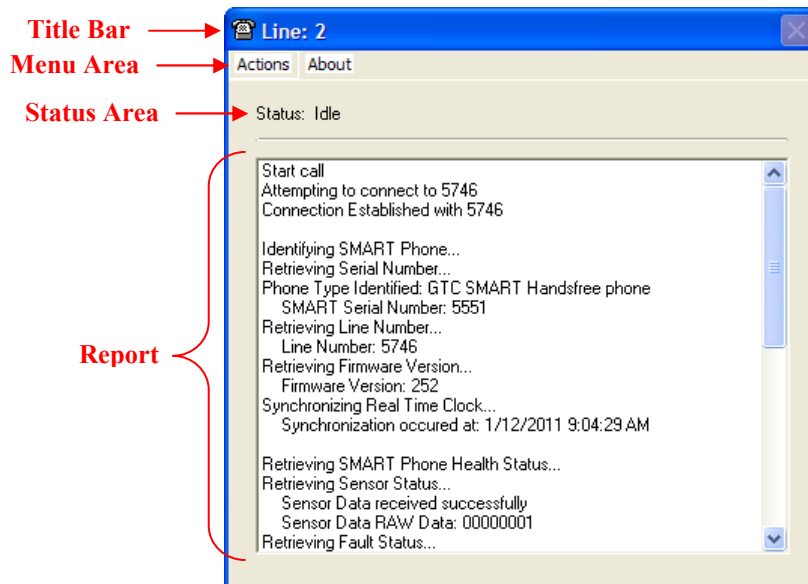 Title Bar
Line: 2
Menu Area
Actions About
Status Area
Status: Idle
Report
Start call
Attempting to connect to 5746
Connection Established with 5746
Identifying SMART Phone...
Retrieving Serial Number...
Phone Type Identified: GTC SMART Handsfree phone
SMART Serial Number: 5551
Retrieving Line Number...
Line Number: 5746
Retrieving Firmware Version...
Firmware Version: 252
Synchronizing Real Time Clock...
Synchronization occured at: 1/12/2011 9:04:29 AM
Retrieving SMART Phone Health Status...
Retrieving Sensor Status...
Sensor Data received successfully
Sensor Data RAW Data: 00000001
Retrieving Fault Status...